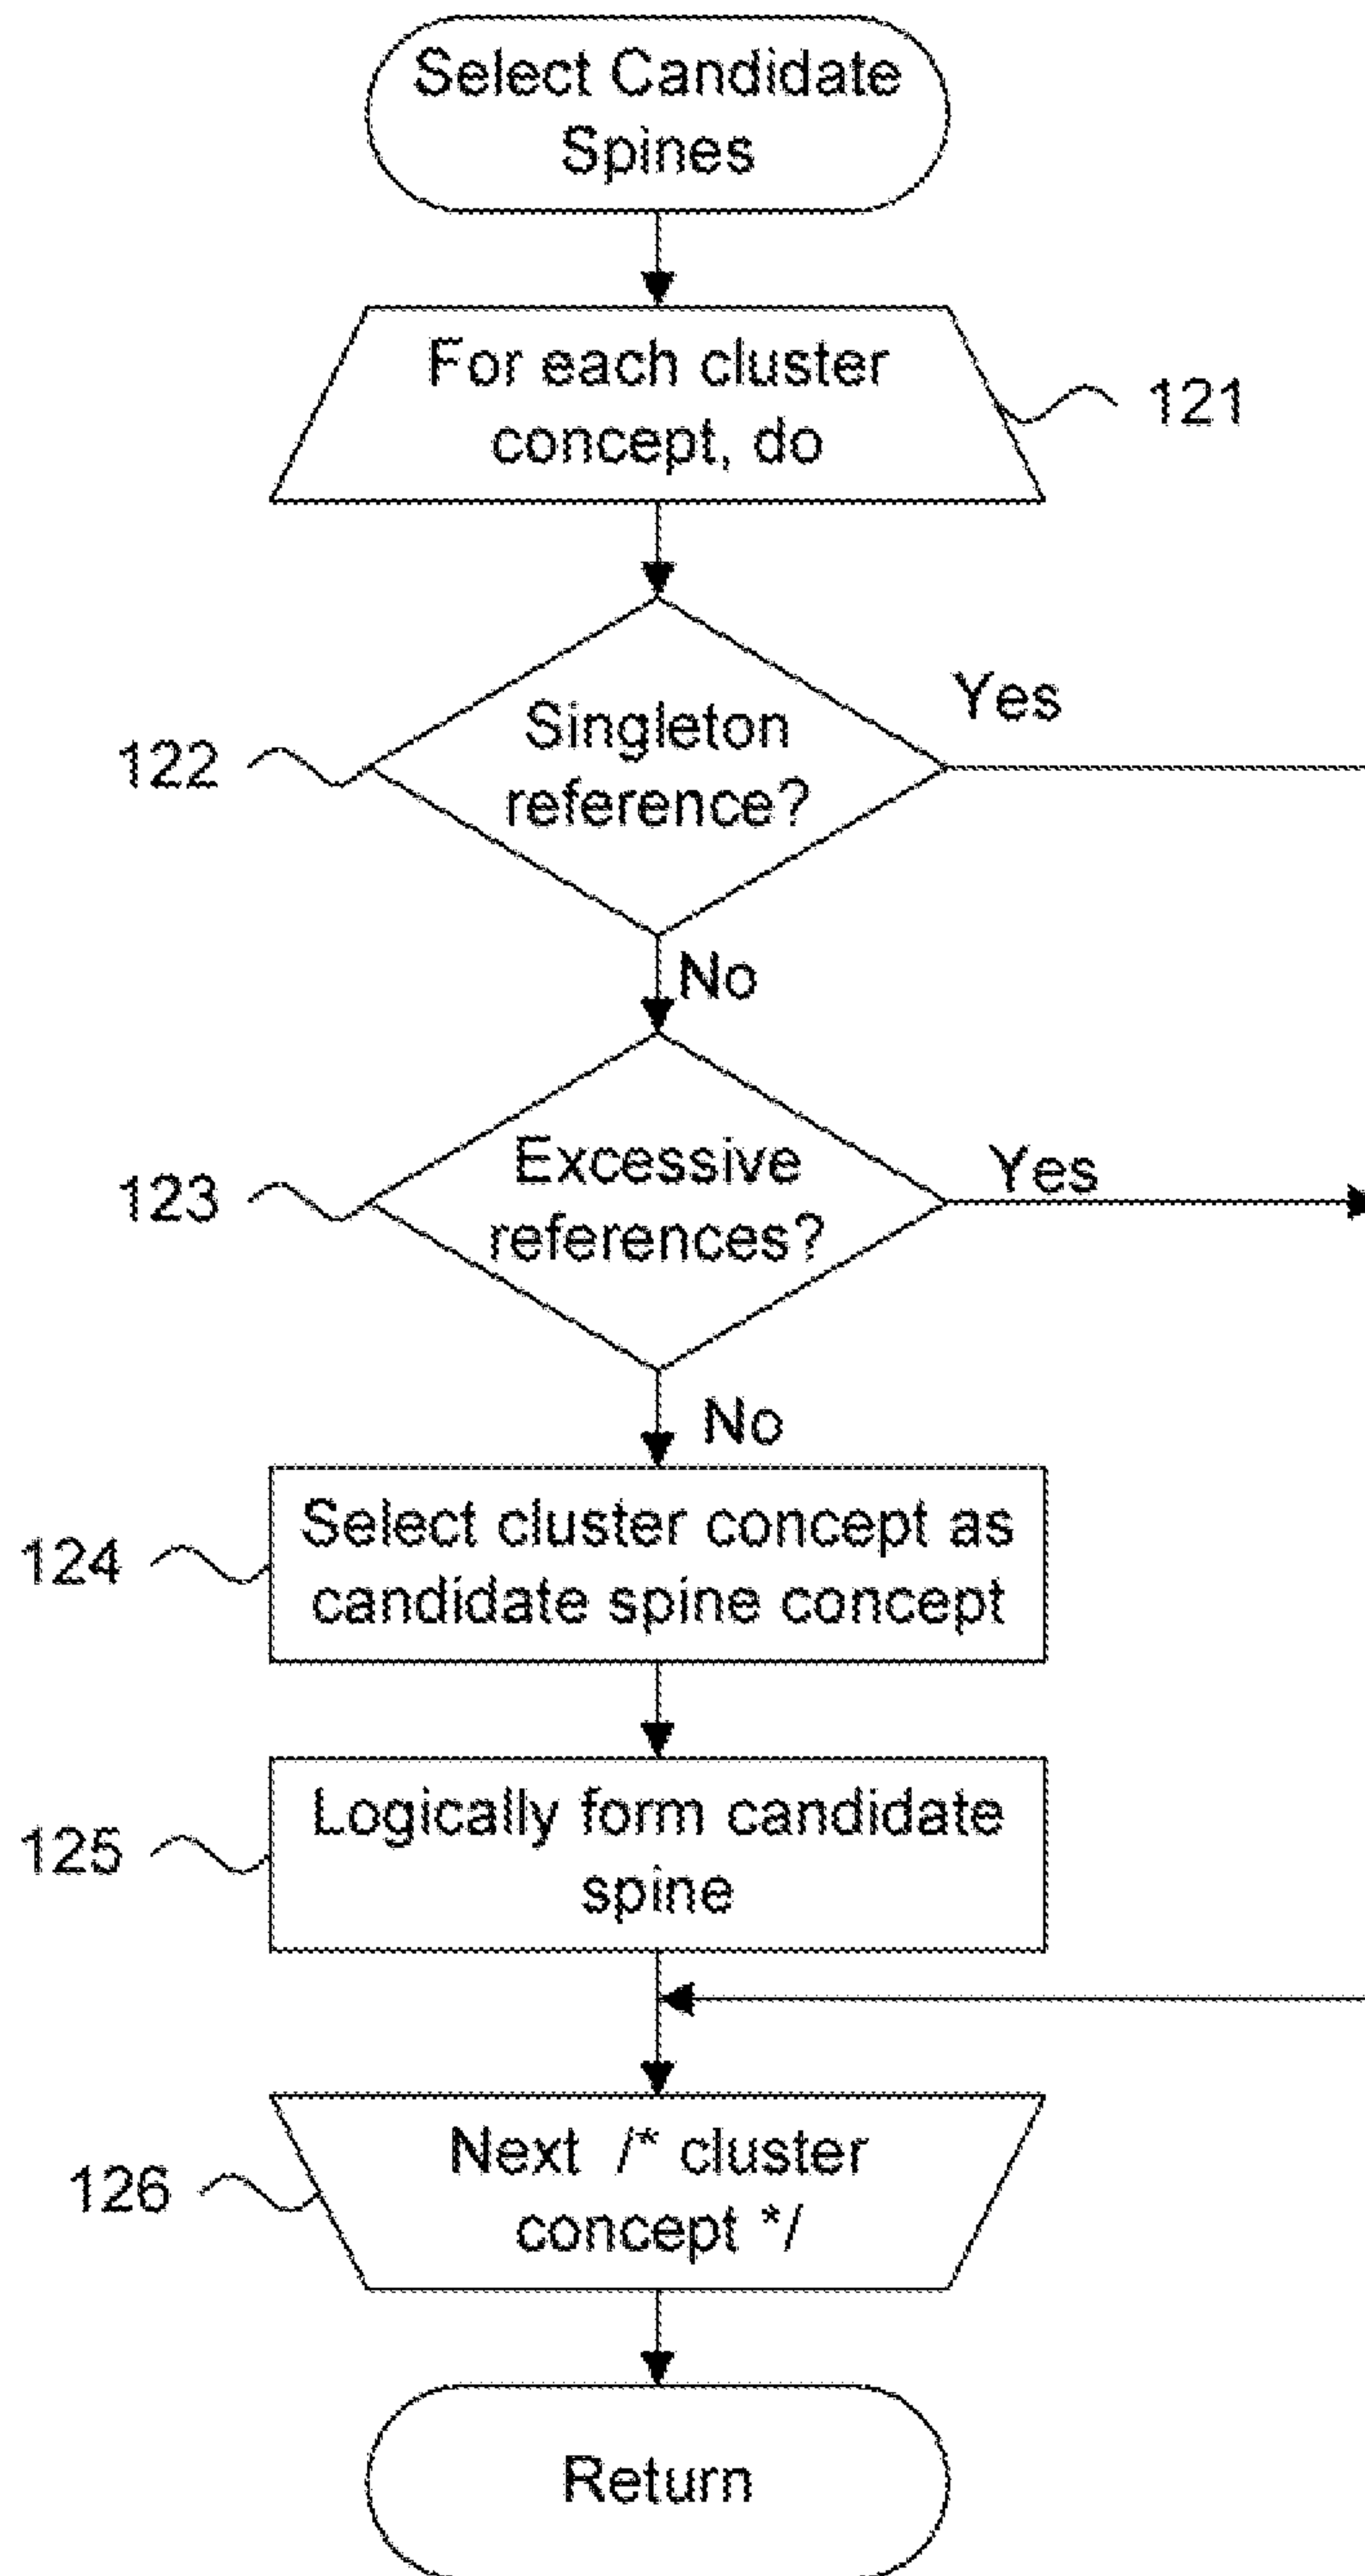 Select Candidate
Spines
For each cluster
concept, do
121
Singleton
reference?
122
Yes
No
Excessive
references?
123
Yes
No
Select cluster concept as
candidate spine concept
124
Logically form candidate
spine
125
Next /* cluster
concept */
126
Return